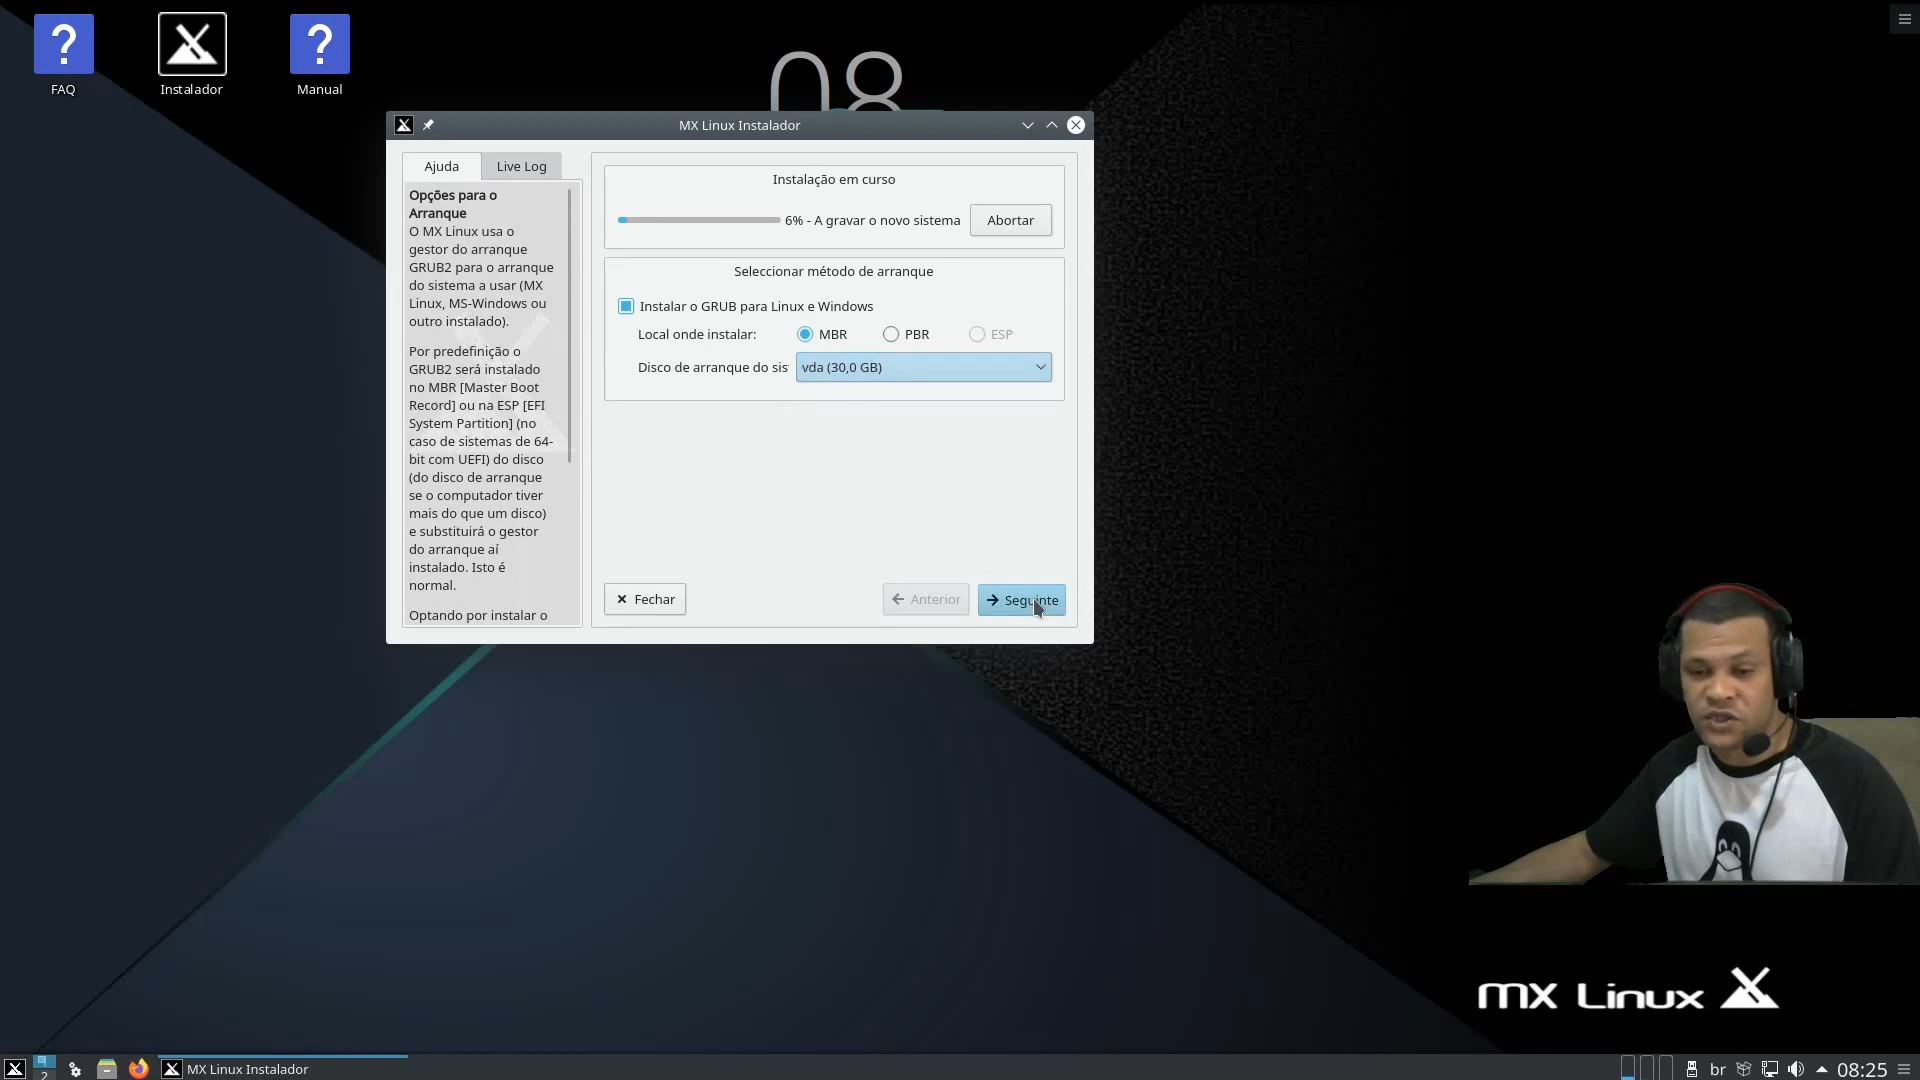 FAQ
Instalador
Manual
08
MX Linux Instalador
Ajuda
Live Log
Opções para o
Arranque
O MX Linux usa o
gestor do arranque
GRUB2 para o arranque
do sistema a usar (MX
Linux, MS-Windows ou
outro instalado).
Por predefinição o
GRUB2 será instalado
no MBR [Master Boot
Record] ou na ESP [EFI
System Partition] (no
caso de sistemas de 64-
bit com UEFI) do disco
(do disco de arranque
se o computador tiver
mais do que um disco)
e substituirá o gestor
do arranque aí
instalado. Isto é
normal.
Optando por instalar o
Instalação em curso
6% - A gravar o novo sistema
Abortar
Seleccionar método de arranque
Instalar o GRUB para Linux e Windows
Local onde instalar:
MBR
PBR
ESP
Disco de arranque do sis
vda (30,0 GB)
Fechar
Anterior
Seguinte
MX Linux
2
MX Linux Instalador
br
08:25